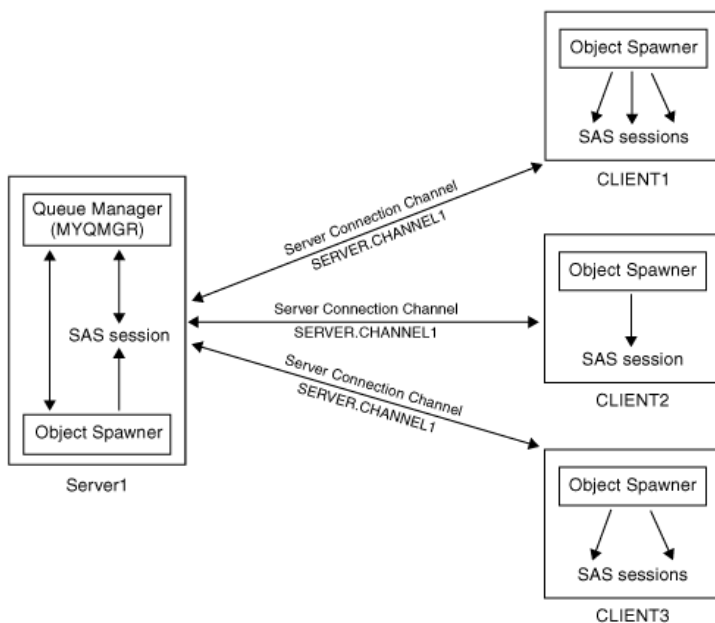 Queue Manager
(MYQMGR)
SAS session
Object Spawner
Server1
Server Connection Channel
SERVER.CHANNEL1
Server Connection Channel
SERVER.CHANNEL1
Server Connection Channel
SERVER.CHANNEL1
Object Spawner
SAS sessions
CLIENT1
Object Spawner
SAS session
CLIENT2
Object Spawner
SAS sessions
CLIENT3